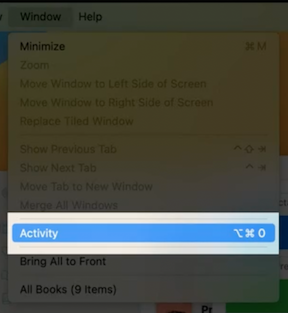 Window Help
Minimize ⌘ M
Zoom
Move Window to Left Side of Screen
Move Window to Right Side of Screen
Replace Tiled Window
Show Previous Tab ^ ⇧ ⇥
Show Next Tab ^ ⇥
Move Tab to New Window
Merge All Windows
Activity ⌥ ⌘ 0
Bring All to Front
All Books (9 Items)